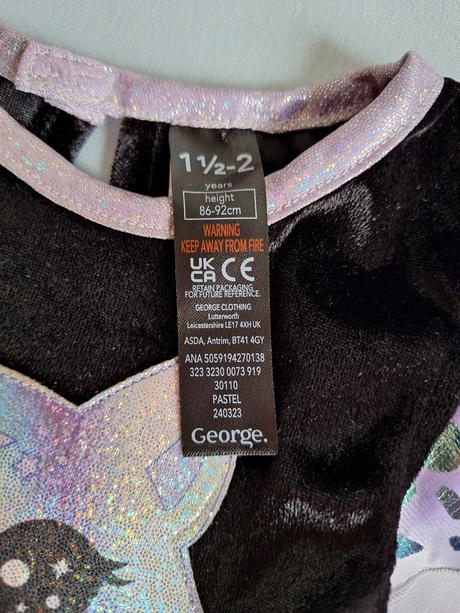 1 ½-2
years
height
86-92cm
WARNING
KEEP AWAY FROM FIRE
UK
CA CE
RETAIN PACKAGING
FOR FUTURE REFERENCE.
GEORGE CLOTHING
Lutterworth
Leicestershire LE17 4XH UK
ASDA, Antrim, BT41 4GY
ANA 5059194270138
323 3230 0073 919
30110
PASTEL
240323
George.